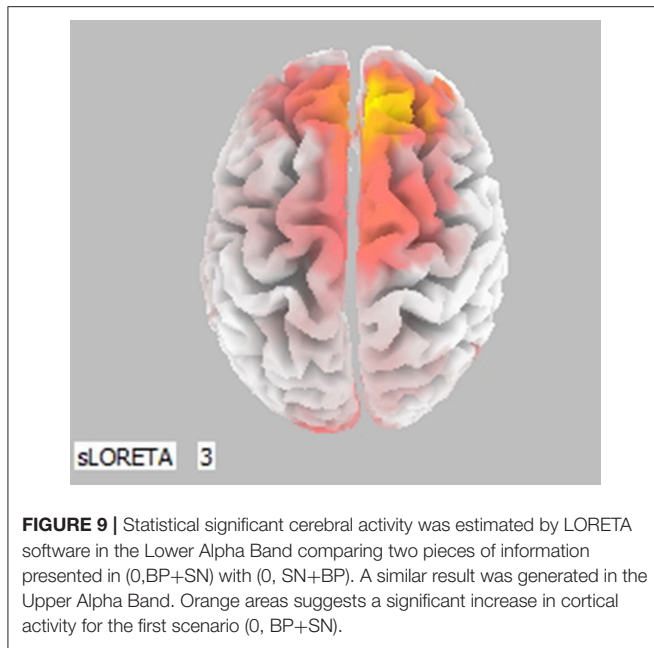 sLORETA 3
FIGURE 9 | Statistical significant cerebral activity was estimated by LORETA
software in the Lower Alpha Band comparing two pieces of information
presented in (0,BP+SN) with (0, SN+BP). A similar result was generated in the
Upper Alpha Band. Orange areas suggests a significant increase in cortical
activity for the first scenario (0, BP+SN).